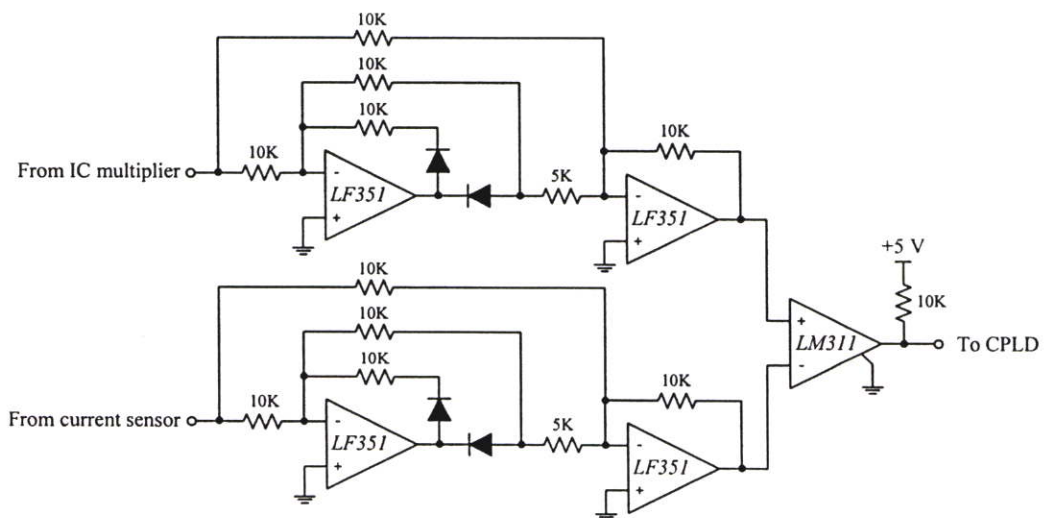 10K
10K
10K
10K
10K
From IC multiplier
-
LF351
+
5K
-
LF351
+
+5 V
10K
10K
10K
+
LM311
-
To CPLD
10K
10K
10K
From current sensor
-
LF351
+
5K
-
LF351
+